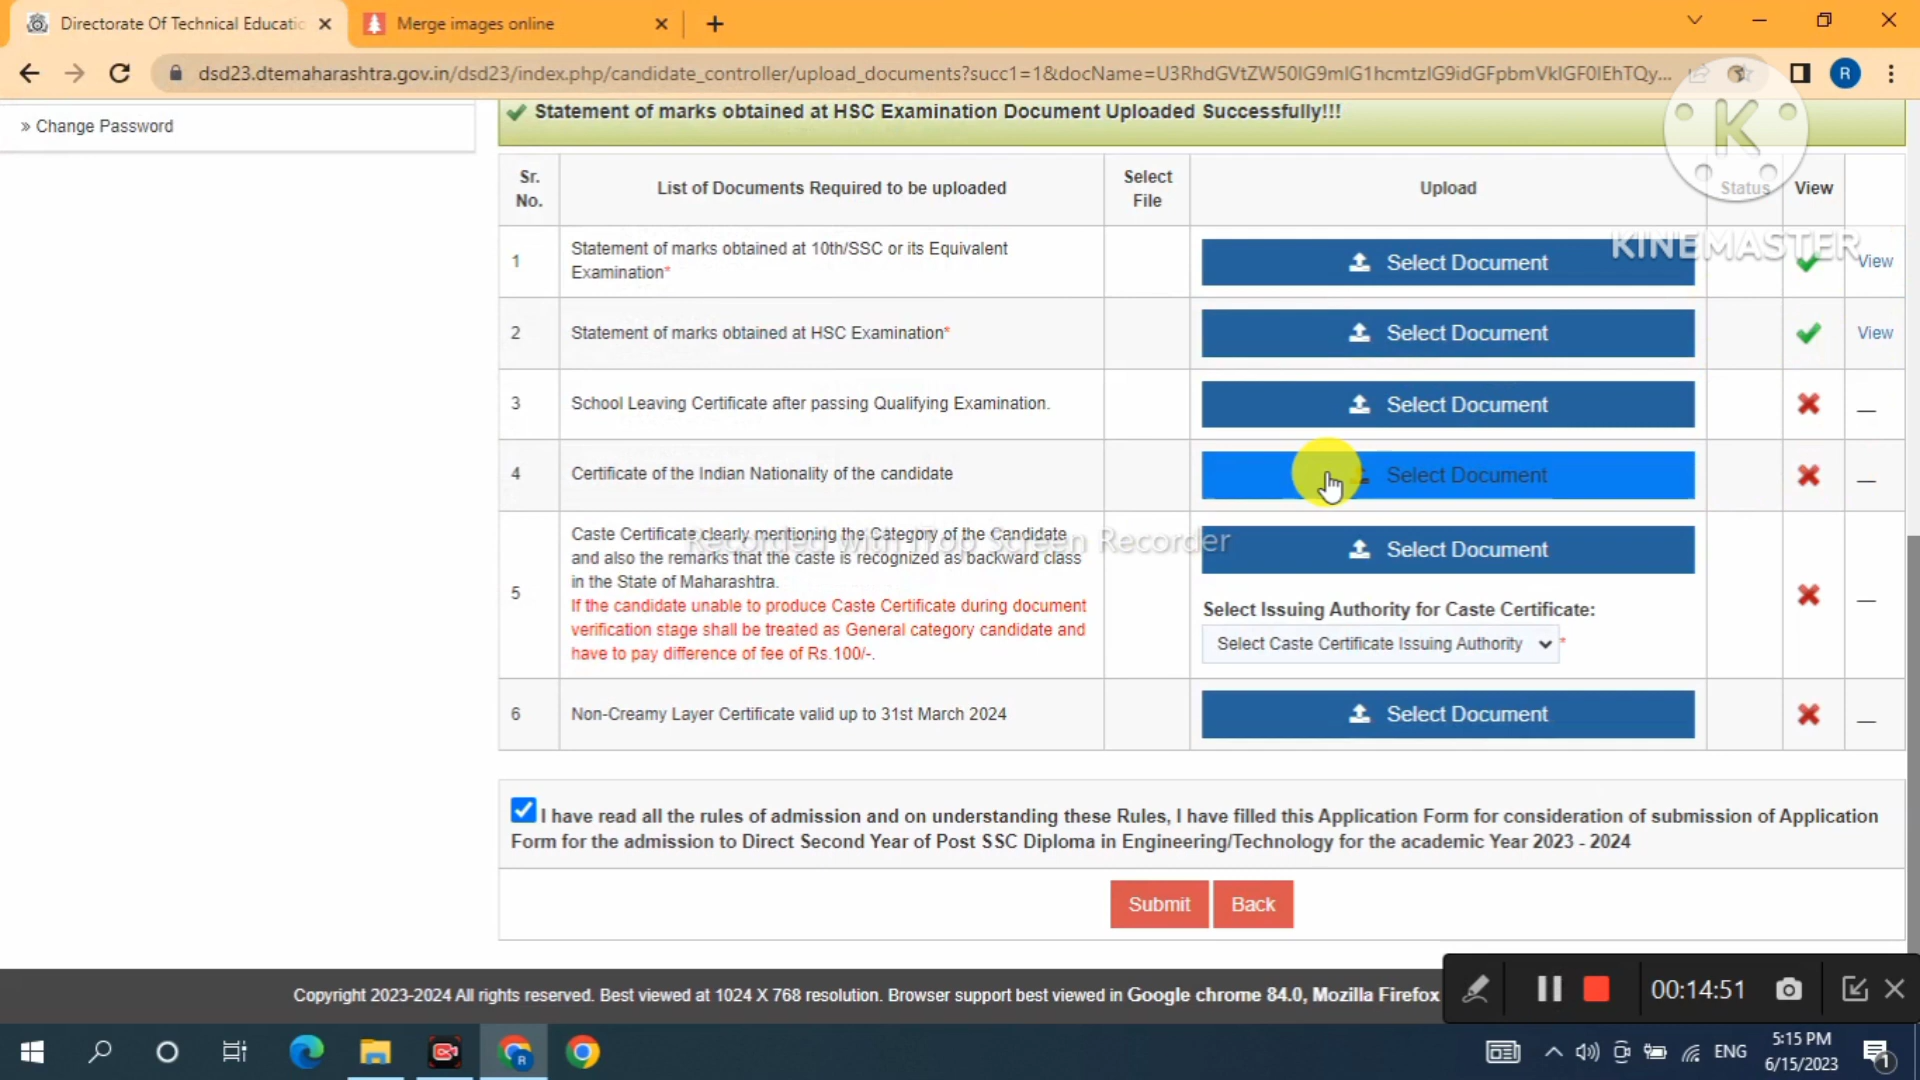 Directorate Of Technical Educatio
Merge images online
dsd23.dtemaharashtra.gov.in/dsd23/index.php/candidate_controller/upload_documents?succ1=1&docName=U3RhdGVtZW50IG9mIG1hcmtzIG9idGFpbmVkIGF0IEhTQy...
R
» Change Password
Statement of marks obtained at HSC Examination Document Uploaded Successfully!!!
K
KINEMASTER
Sr. No.
List of Documents Required to be uploaded
Select File
Upload
Status
View
1
Statement of marks obtained at 10th/SSC or its Equivalent
Examination*
Select Document
View
2
Statement of marks obtained at HSC Examination*
Select Document
View
3
School Leaving Certificate after passing Qualifying Examination.
Select Document
4
Certificate of the Indian Nationality of the candidate
Select Document
Recorded with iTop Screen Recorder
5
Caste Certificate clearly mentioning the Category of the Candidate
and also the remarks that the caste is recognized as backward class
in the State of Maharashtra.
If the candidate unable to produce Caste Certificate during document
verification stage shall be treated as General category candidate and
have to pay difference of fee of Rs.100/-.
Select Document
Select Issuing Authority for Caste Certificate:
Select Caste Certificate Issuing Authority *
6
Non-Creamy Layer Certificate valid up to 31st March 2024
Select Document
I have read all the rules of admission and on understanding these Rules, I have filled this Application Form for consideration of submission of Application
Form for the admission to Direct Second Year of Post SSC Diploma in Engineering/Technology for the academic Year 2023 - 2024
Submit
Back
Copyright 2023-2024 All rights reserved. Best viewed at 1024 X 768 resolution. Browser support best viewed in Google chrome 84.0, Mozilla Firefox
00:14:51
R
ENG
5:15 PM
6/15/2023
1